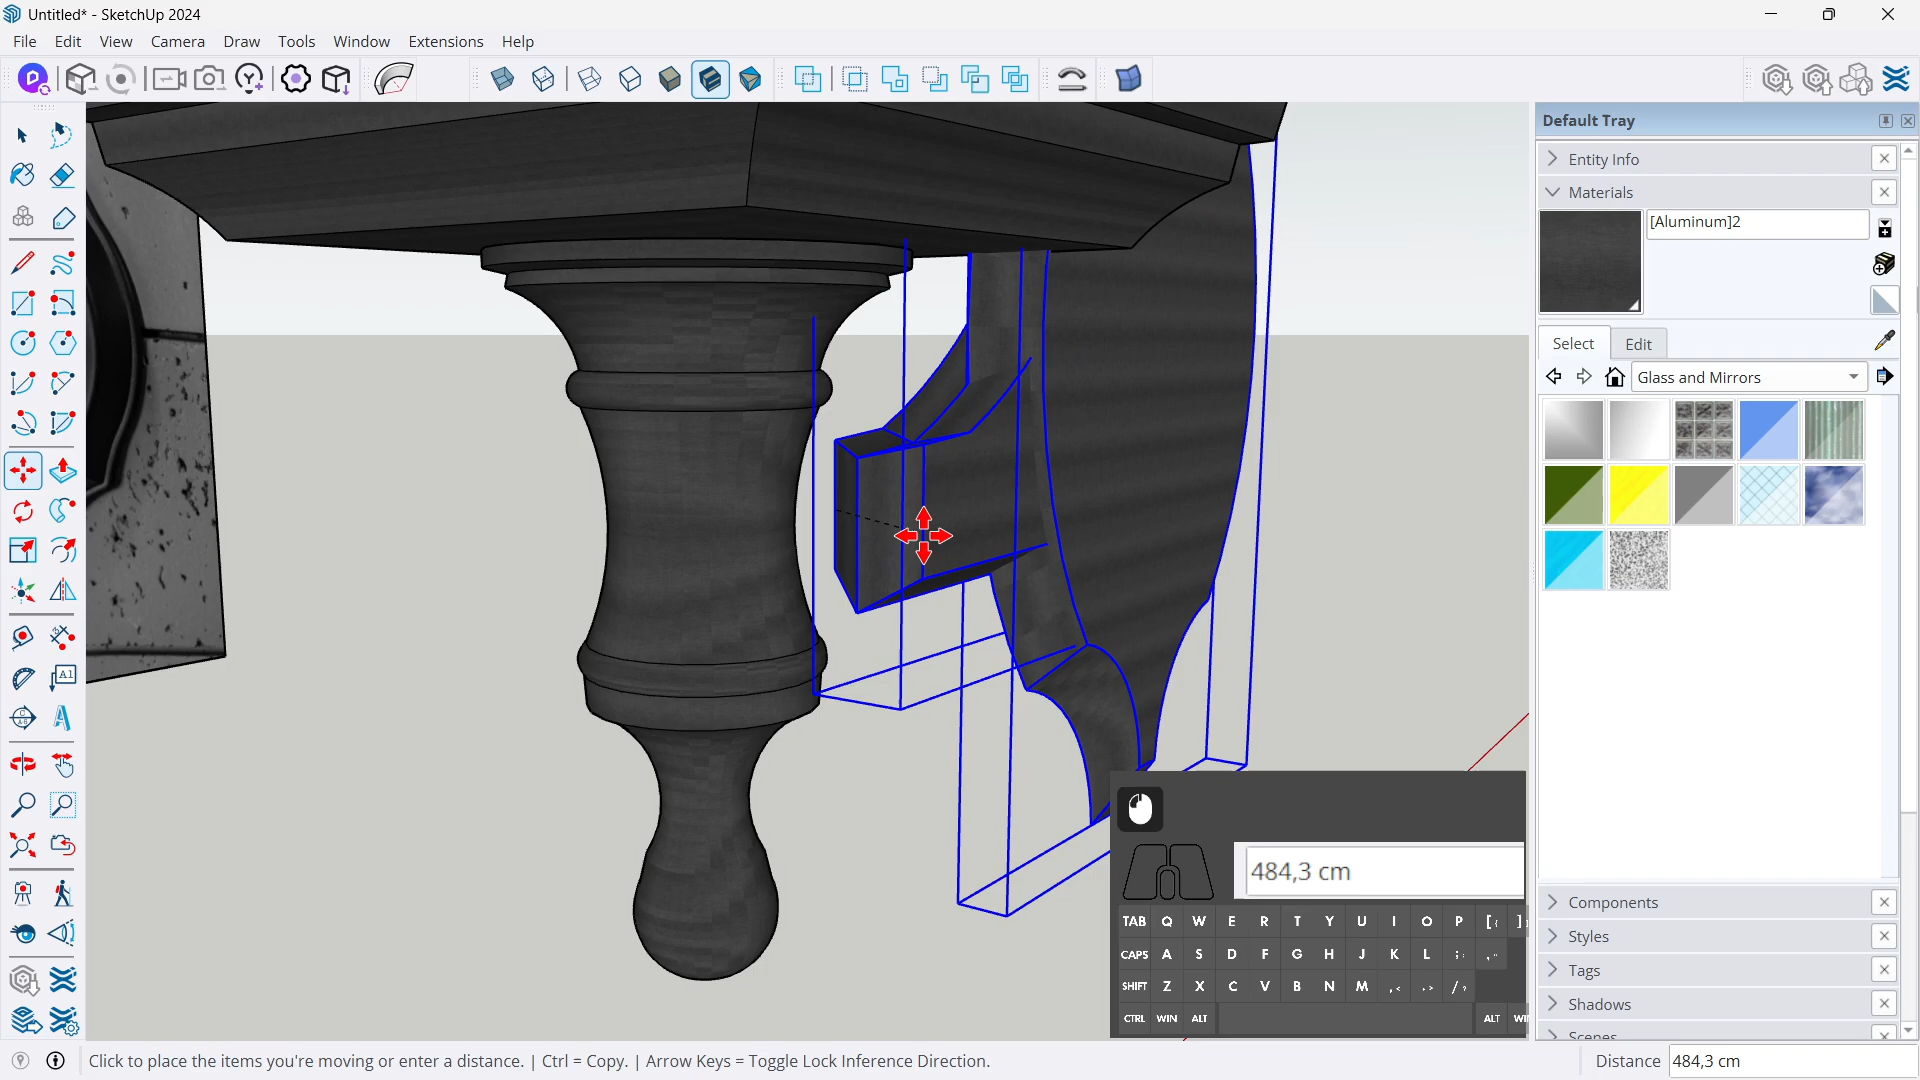 Untitled* - SketchUp 2024
File Edit View Camera Draw Tools Window Extensions Help
Default Tray
Entity Info
Materials
[Aluminum]2
Select Edit
Glass and Mirrors
A1
484,3 cm
TAB Q W E R T Y U I O P [ { ]
CAPS A S D F G H J K L ; :
SHIFT Z X C V B N M , < . > / ?
CTRL WIN ALT ALT WI
Components
Styles
Tags
Shadows
Scenes
Click to place the items you're moving or enter a distance. | Ctrl = Copy. | Arrow Keys = Toggle Lock Inference Direction.
Distance 484,3 cm